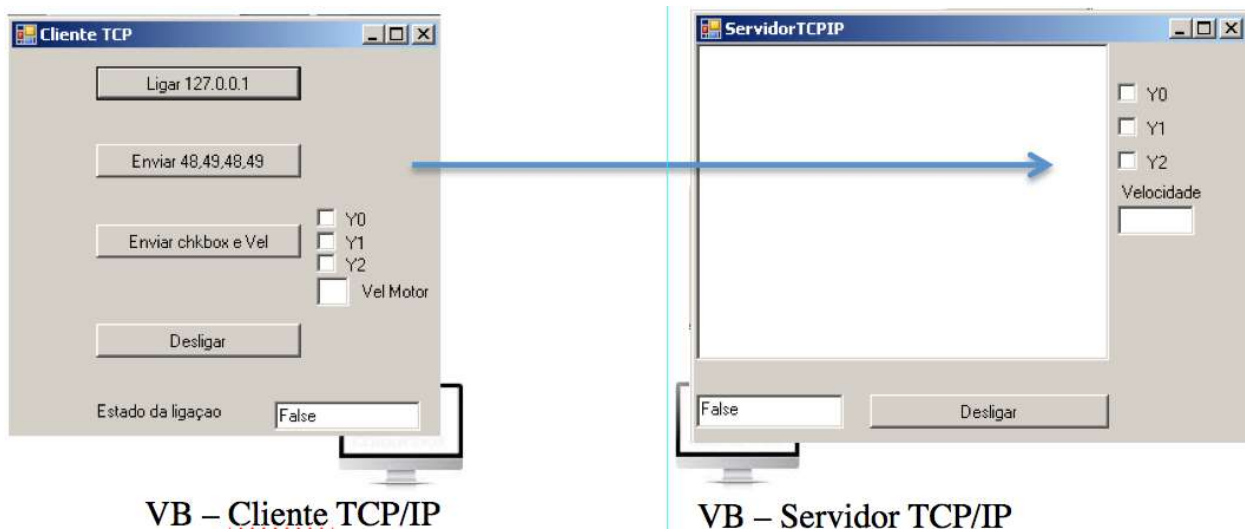 Cliente TCP
Ligar 127.0.0.1
Enviar 48,49,48,49
Enviar chkbox e Vel
Y0
Y1
Y2
Vel Motor
Desligar
Estado da ligaçao
False
VB – Cliente TCP/IP
ServidorTCPIP
Y0
Y1
Y2
Velocidade
False
Desligar
VB – Servidor TCP/IP